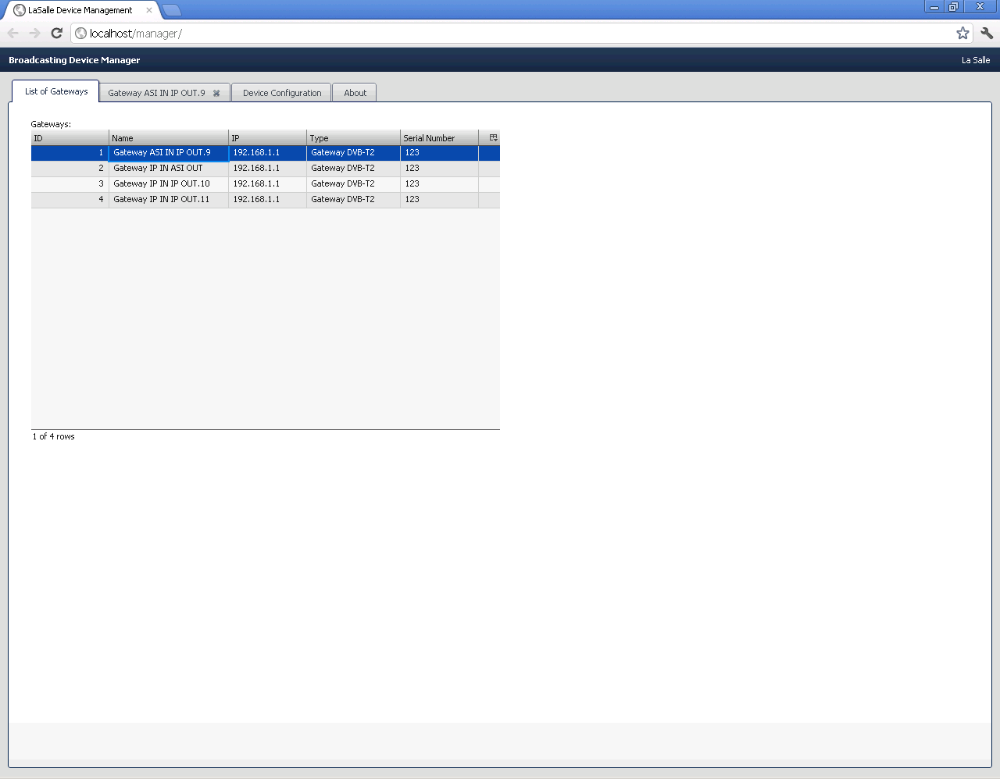 LaSalle Device Management
localhost/manager/
Broadcasting Device Manager La Salle
List of Gateways Gateway ASI IN IP OUT.9 Device Configuration About
Gateways:
ID Name IP Type Serial Number
1 Gateway ASI IN IP OUT.9 192.168.1.1 Gateway DVB-T2 123
2 Gateway IP IN ASI OUT 192.168.1.1 Gateway DVB-T2 123
3 Gateway IP IN IP OUT.10 192.168.1.1 Gateway DVB-T2 123
4 Gateway IP IN IP OUT.11 192.168.1.1 Gateway DVB-T2 123
1 of 4 rows